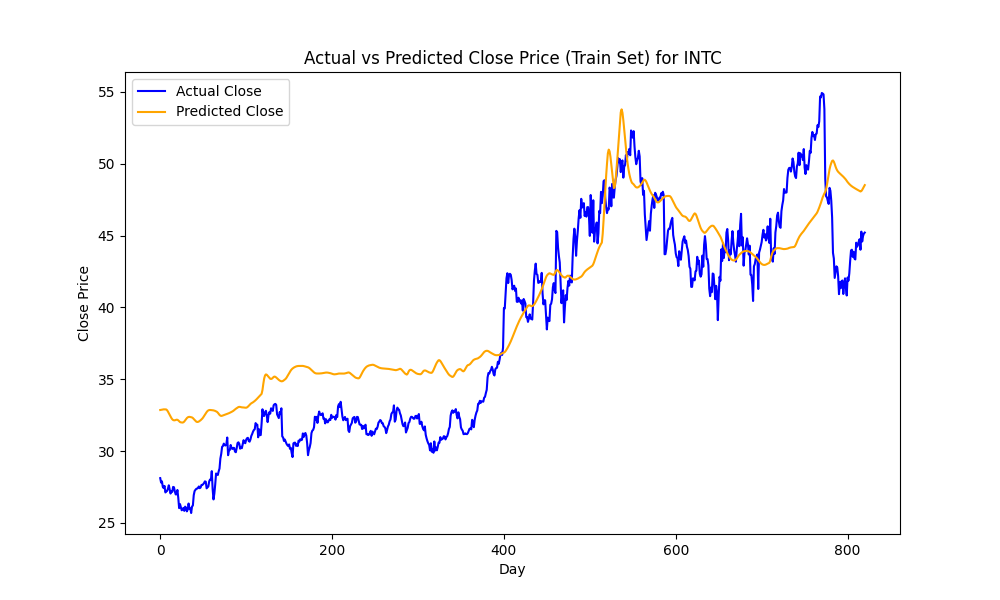 Actual vs Predicted Close Price (Train Set) for INTC
Actual Close
Predicted Close
55
50
45
40
35
30
25
Close Price
0 200 400 600 800
Day